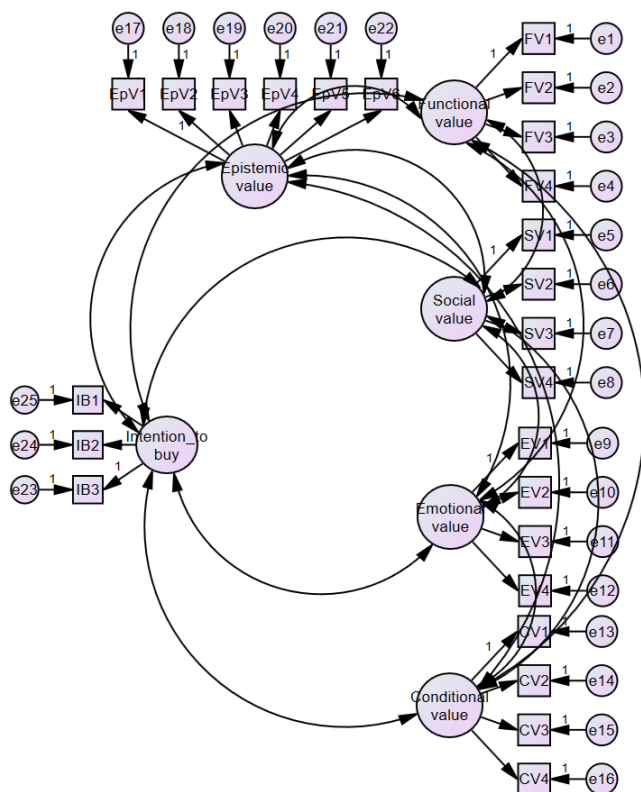 e17 e18 e19 e20 e21 e22
1 1 1 1 1 1
EpV1 EpV2 EpV3 EpV4 EpV5 EpV6
1
Epistemic
value
Functional
value
1
FV1 1 e1
FV2 1 e2
FV3 1 e3
FV4 1 e4
Social
value
1
SV1 1 e5
SV2 1 e6
SV3 1 e7
SV4 1 e8
e25 1 IB1
e24 1 IB2
e23 1 IB3
1
Intention_to
buy
Emotional
value
1
EV1 1 e9
EV2 1 e10
EV3 1 e11
EV4 1 e12
Conditional
value
1
CV1 1 e13
CV2 1 e14
CV3 1 e15
CV4 1 e16